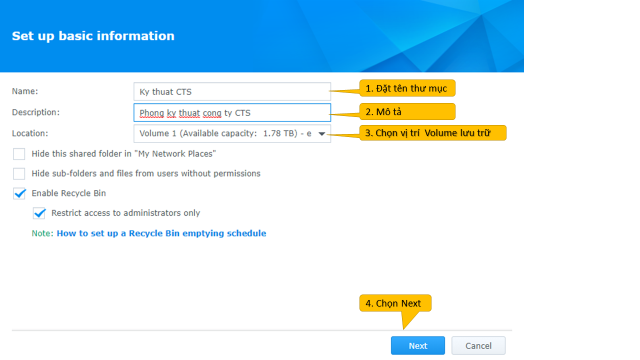 Set up basic information
Name: Ky thuat CTS 1. Đặt tên thư mục
Description: Phong ky thuat cong ty CTS 2. Mô tả
Location: Volume 1 (Available capacity: 1.78 TB) - e 3. Chọn vị trí Volume lưu trữ
Hide this shared folder in "My Network Places"
Hide sub-folders and files from users without permissions
Enable Recycle Bin
Restrict access to administrators only
Note: How to set up a Recycle Bin emptying schedule
4. Chọn Next
Next Cancel